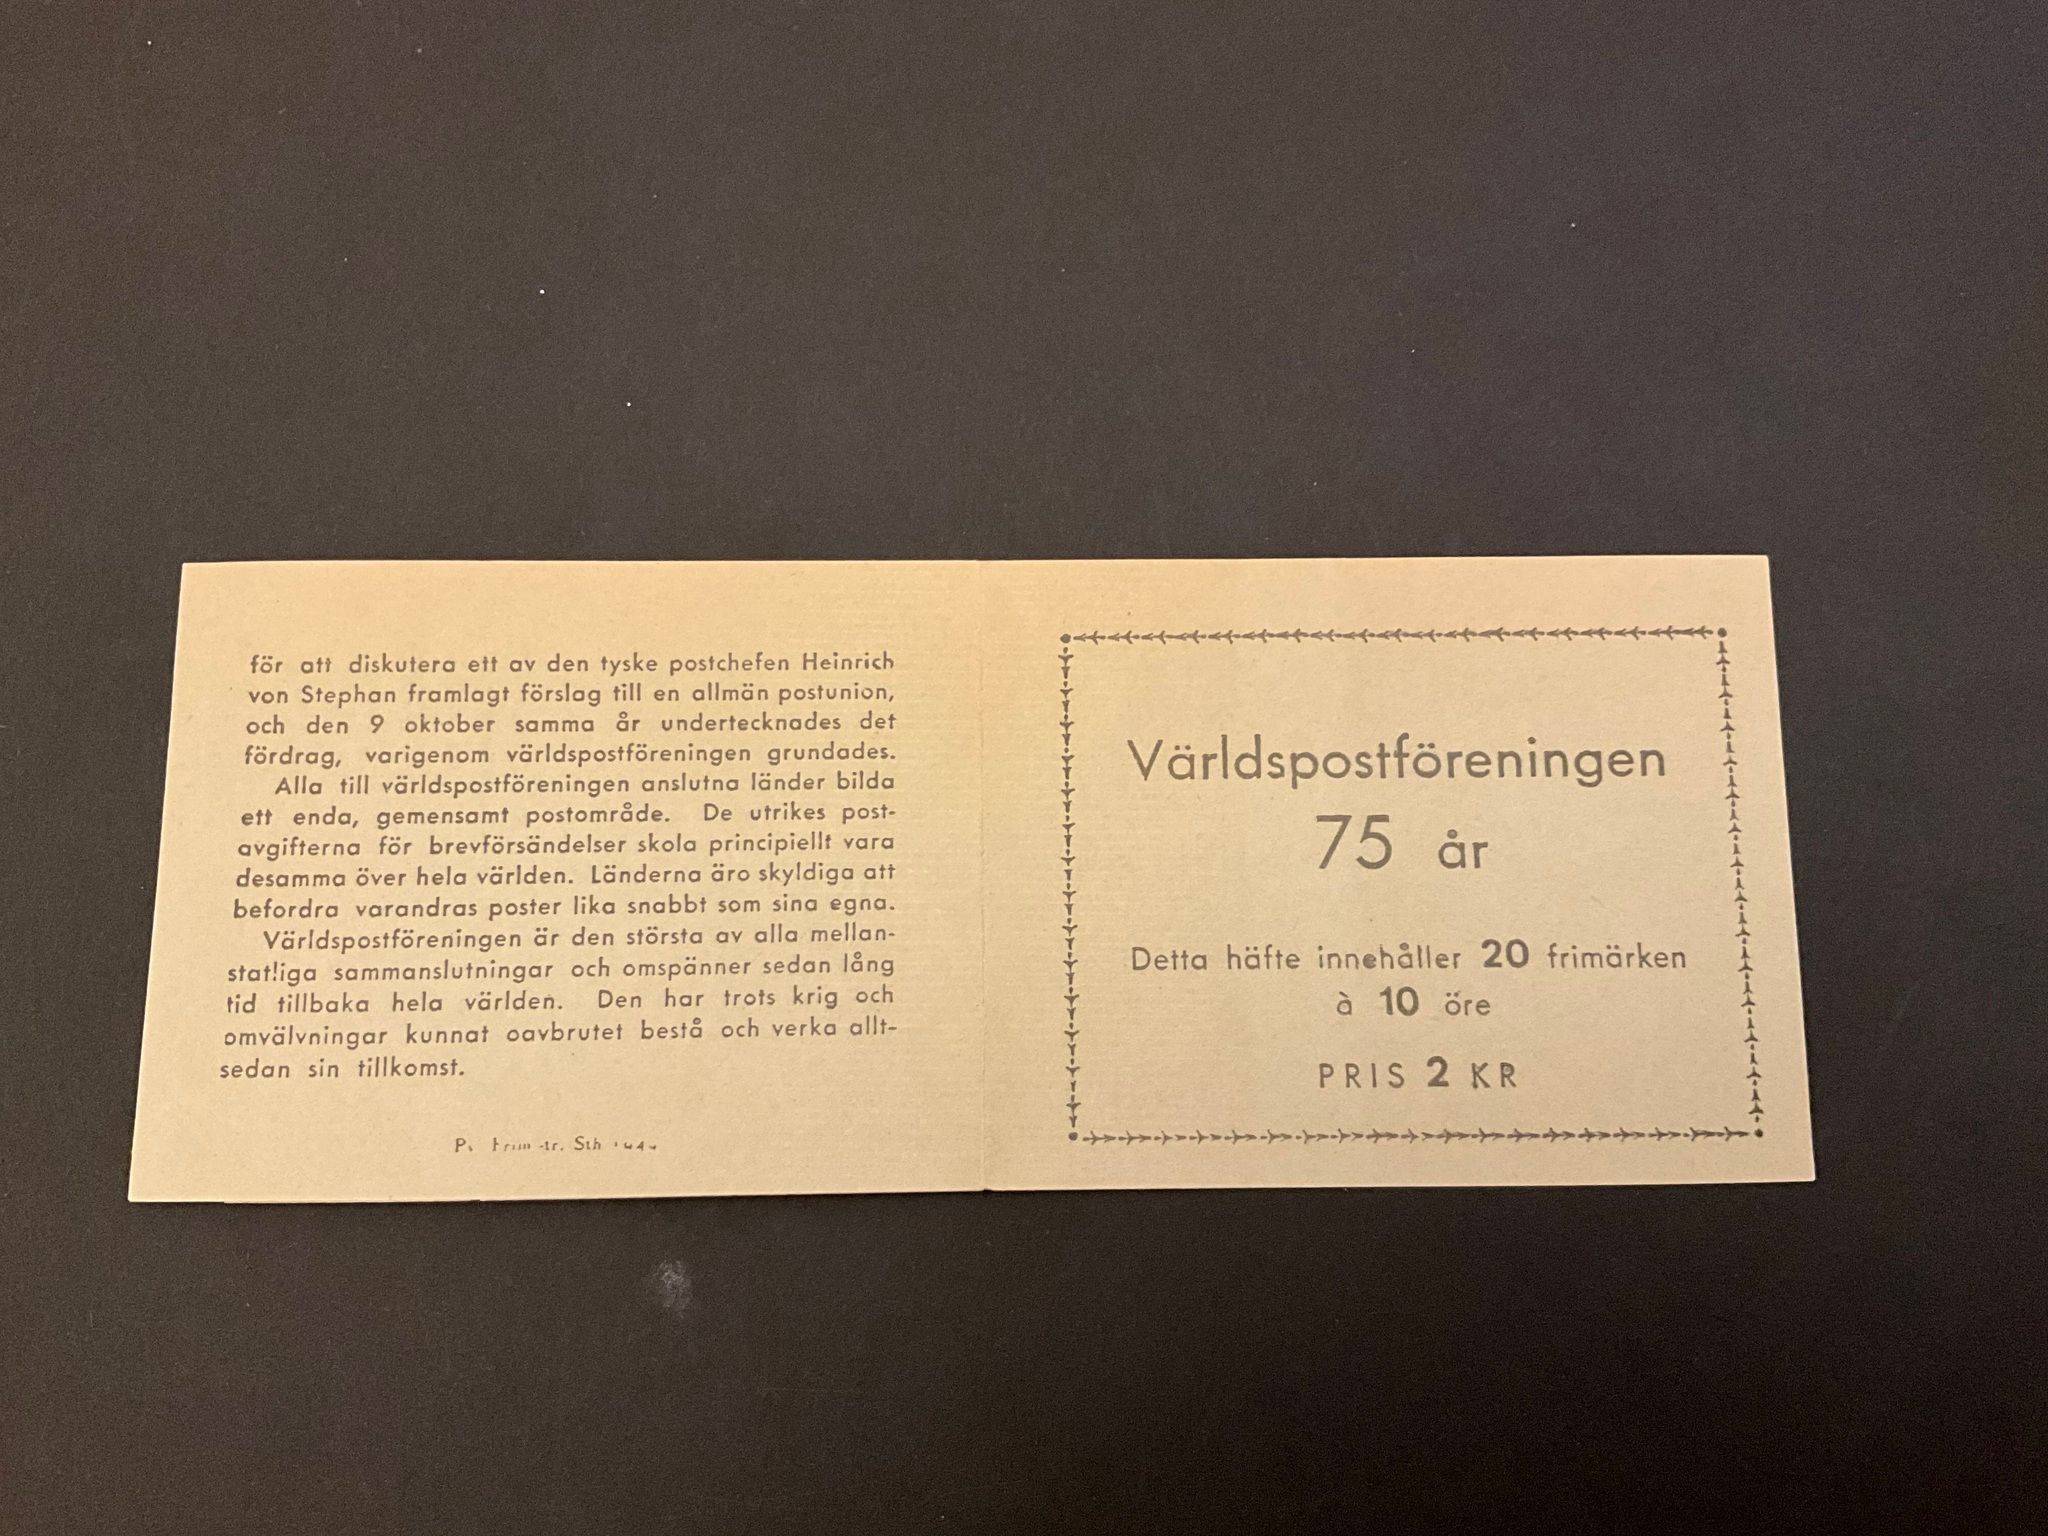 för att diskutera ett av den tyske postchefen Heinrich
von Stephan framlagt förslag till en allmän postunion,
och den 9 oktober samma år undertecknades det
fördrag, varigenom världspostföreningen grundades.
Alla till världspostföreningen anslutna länder bilda
ett enda, gemensamt postområde. De utrikes post-
avgifterna för brevförsändelser skola principiellt vara
desamma över hela världen. Länderna äro skyldiga att
befordra varandras poster lika snabbt som sina egna.
Världspostföreningen är den största av alla mellan-
statliga sammanslutningar och omspänner sedan lång
tid tillbaka hela världen. Den har trots krig och
omvälvningar kunnat oavbrutet bestå och verka allt-
sedan sin tillkomst.
Sth
Världspostföreningen
75 år
Detta häfte innehåller 20 frimärken
à 10 öre
PRIS 2 KR